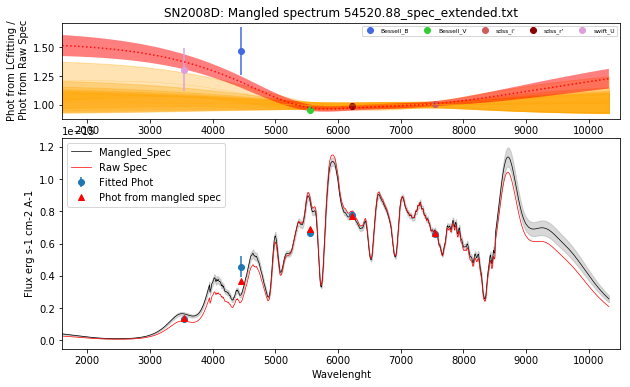 SN2008D: Mangled spectrum 54520.88_spec_extended.txt
Phot from LCfitting /
Phot from Raw Spec
1.50
1.25
1.00
Bessell_B
Bessell_V
sdss_i'
sdss_r'
swift_U
2000 3000 4000 5000 6000 7000 8000 9000 10000
1e−15
Flux erg s-1 cm-2 A-1
1.2
1.0
0.8
0.6
0.4
0.2
0.0
Mangled_Spec
Raw Spec
Fitted Phot
Phot from mangled spec
2000 3000 4000 5000 6000 7000 8000 9000 10000
Wavelenght